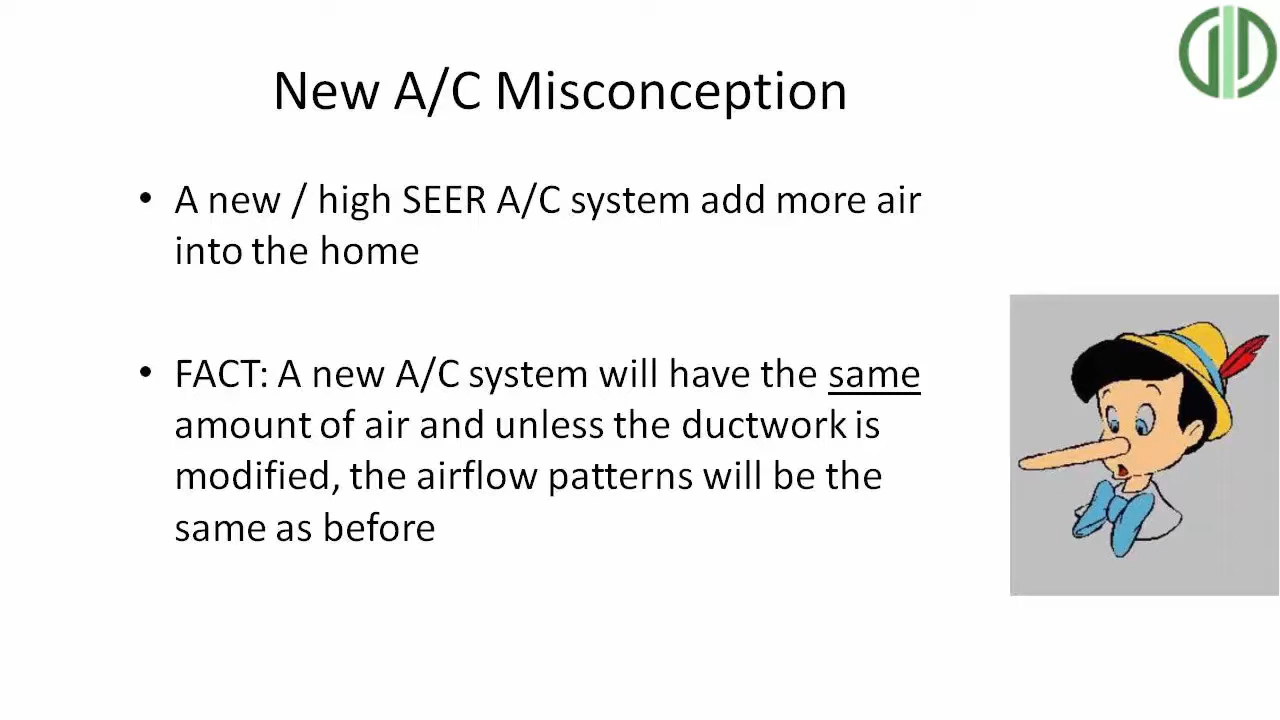 New A/C Misconception
• A new / high SEER A/C system add more air
into the home
• FACT: A new A/C system will have the same
amount of air and unless the ductwork is
modified, the airflow patterns will be the
same as before